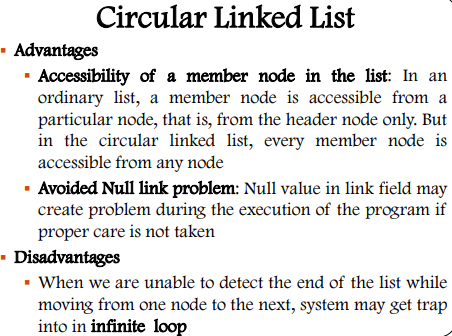 Circular Linked List
Advantages
Accessibility of a member node in the list: In an
ordinary list, a member node is accessible from a
particular node, that is, from the header node only. But
in the circular linked list, every member node is
accessible from any node
Avoided Null link problem: Null value in link field may
create problem during the execution of the program if
proper care is not taken
Disadvantages
When we are unable to detect the end of the list while
moving from one node to the next, system may get trap
into in infinite loop